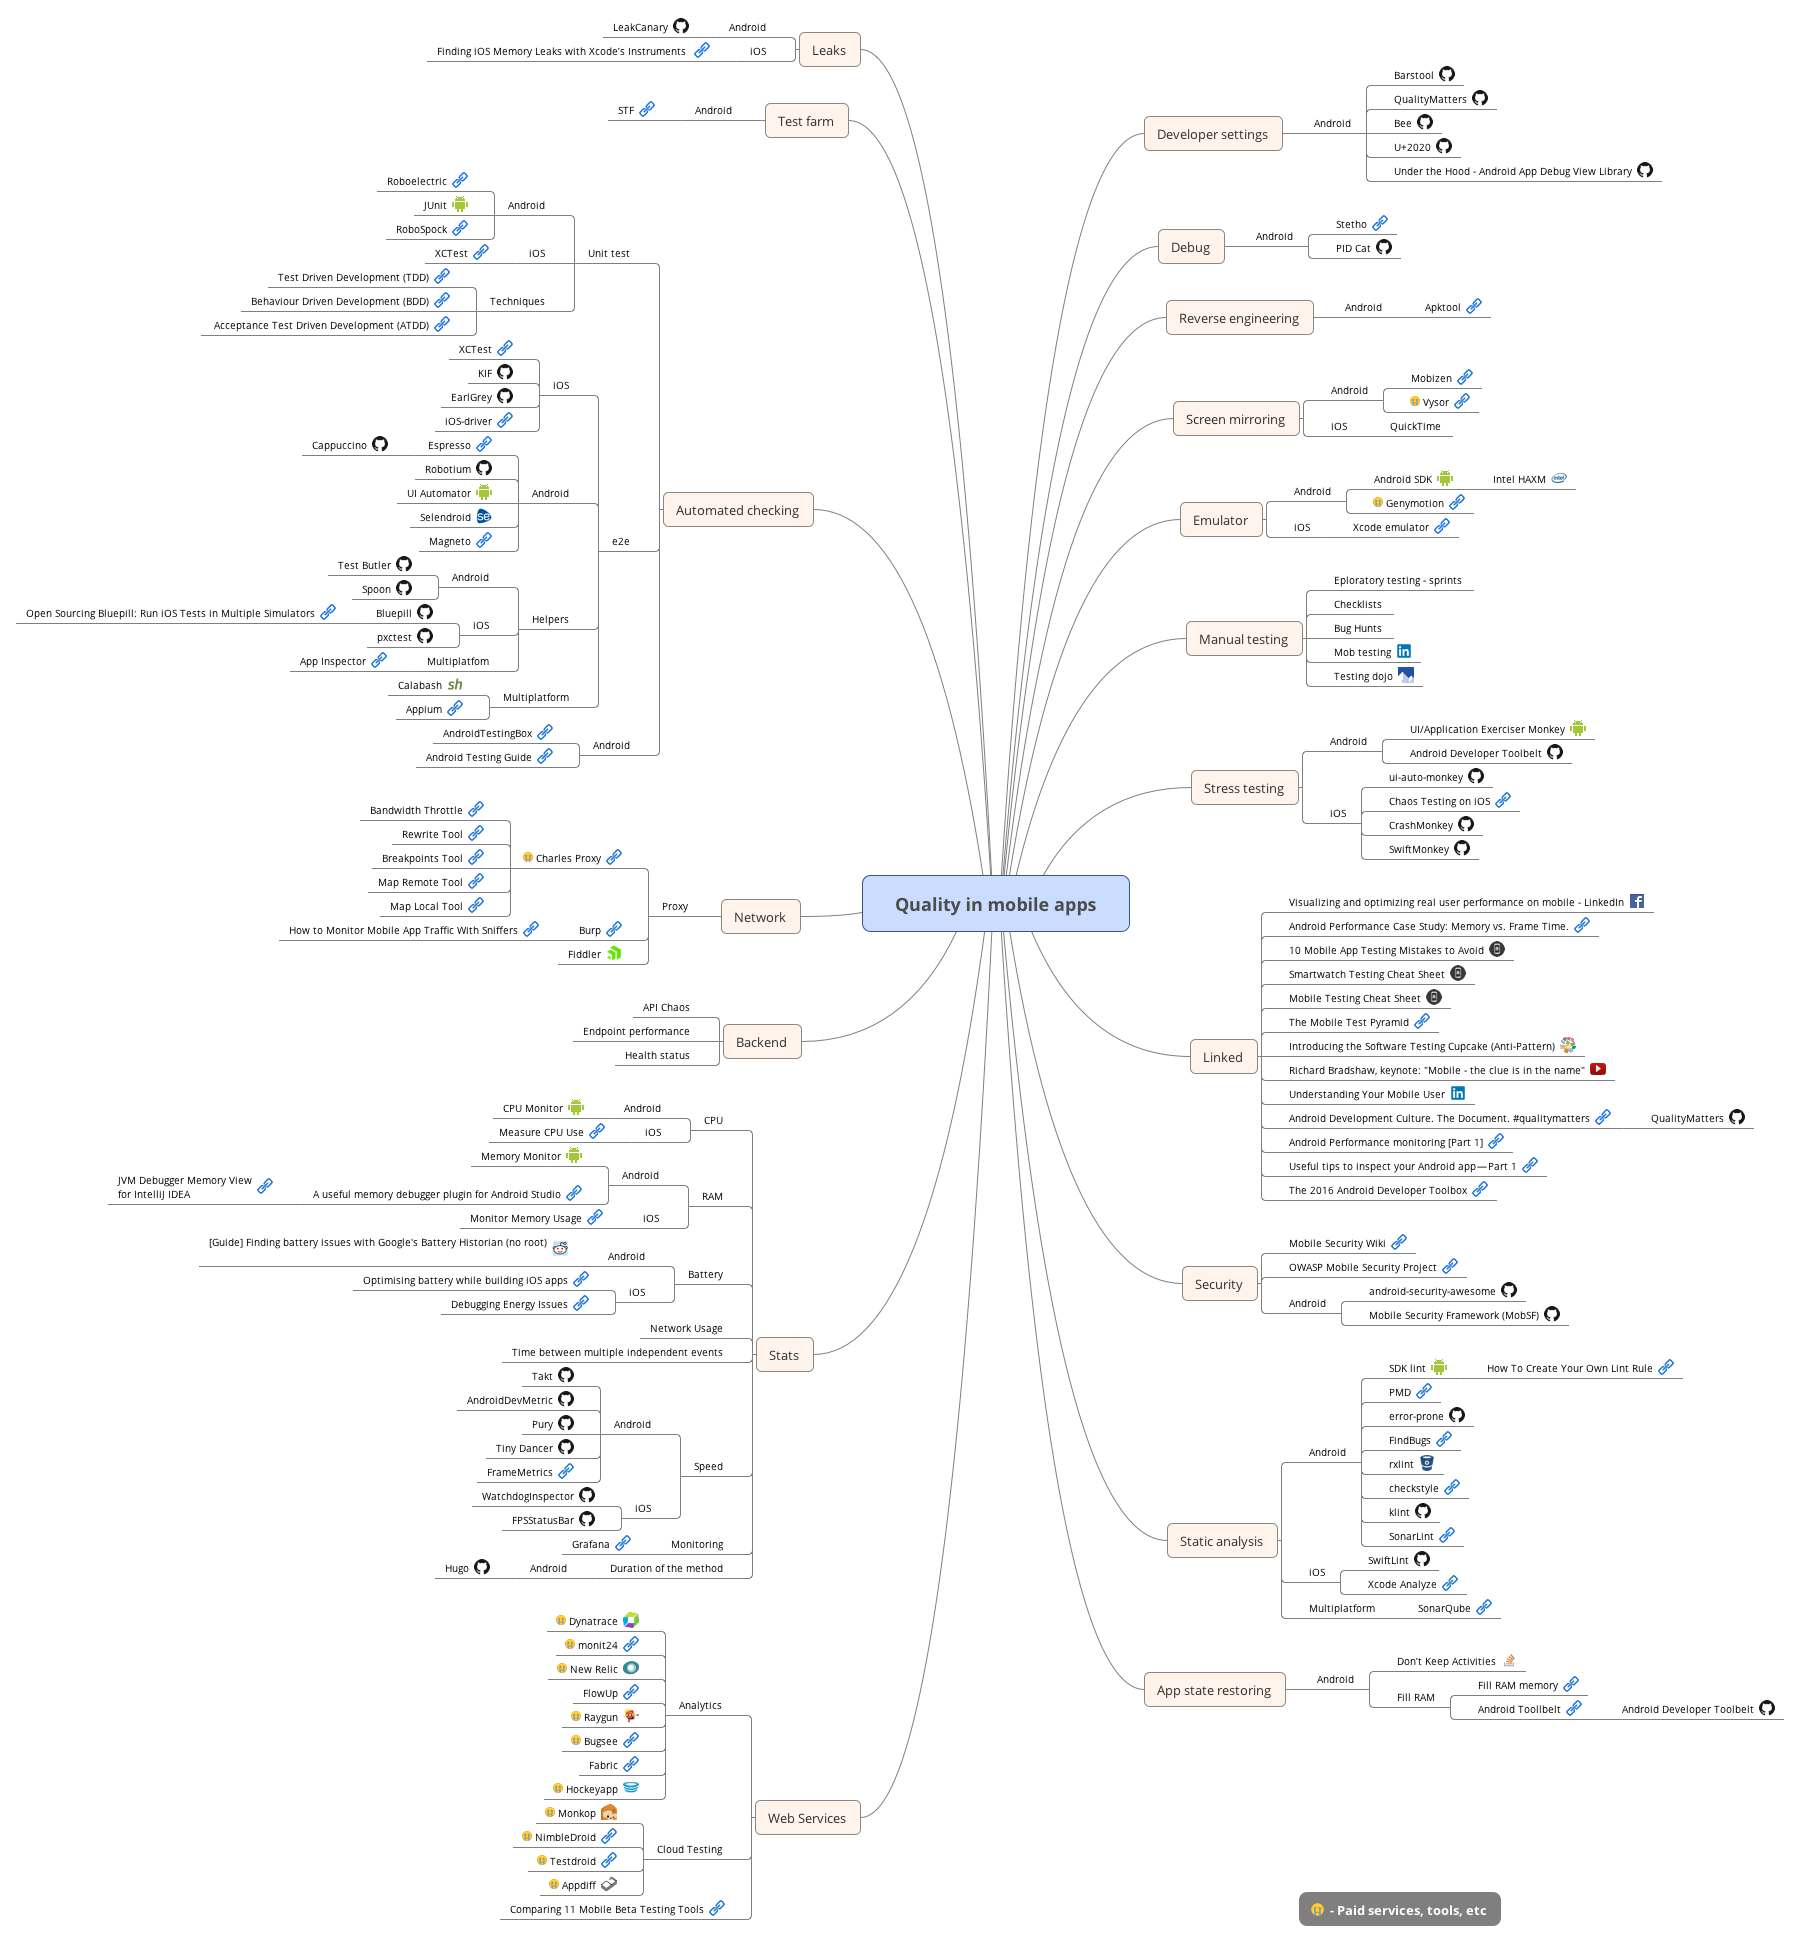 Quality in mobile apps
Leaks
Android
LeakCanary
iOS
Finding iOS Memory Leaks with Xcode's Instruments
Test farm
Android
STF
Automated checking
Unit test
Android
Roboelectric
JUnit
RoboSpock
iOS
XCTest
Techniques
Test Driven Development (TDD)
Behaviour Driven Development (BDD)
Acceptance Test Driven Development (ATDD)
e2e
iOS
XCTest
KIF
EarlGrey
iOS-driver
Android
Espresso
Cappuccino
Robotium
UI Automator
Selendroid
Se
Magneto
Helpers
Android
Test Butler
Spoon
iOS
Bluepill
Open Sourcing Bluepill: Run iOS Tests in Multiple Simulators
pxctest
Multiplatfom
App Inspector
Multiplatform
Calabash
sh
Appium
Android
AndroidTestingBox
Android Testing Guide
Network
Proxy
Charles Proxy
Bandwidth Throttle
Rewrite Tool
Breakpoints Tool
Map Remote Tool
Map Local Tool
Burp
How to Monitor Mobile App Traffic With Sniffers
Fiddler
Backend
API Chaos
Endpoint performance
Health status
Stats
CPU
Android
CPU Monitor
iOS
Measure CPU Use
RAM
Android
Memory Monitor
A useful memory debugger plugin for Android Studio
JVM Debugger Memory View
for IntelliJ IDEA
iOS
Monitor Memory Usage
Battery
Android
[Guide] Finding battery issues with Google's Battery Historian (no root)
iOS
Optimising battery while building iOS apps
Debugging Energy Issues
Network Usage
Time between multiple independent events
Speed
Android
Takt
AndroidDevMetric
Pury
Tiny Dancer
FrameMetrics
iOS
WatchdogInspector
FPSStatusBar
Monitoring
Grafana
Duration of the method
Android
Hugo
Web Services
Analytics
Dynatrace
monit24
New Relic
FlowUp
Raygun
Bugsee
Fabric
Hockeyapp
Cloud Testing
Monkop
NimbleDroid
Testdroid
Appdiff
Comparing 11 Mobile Beta Testing Tools
Developer settings
Android
Barstool
QualityMatters
Bee
U+2020
Under the Hood - Android App Debug View Library
Debug
Android
Stetho
PID Cat
Reverse engineering
Android
Apktool
Screen mirroring
Android
Mobizen
Vysor
iOS
QuickTime
Emulator
Android
Android SDK
Intel HAXM
intel
Genymotion
iOS
Xcode emulator
Manual testing
Eploratory testing - sprints
Checklists
Bug Hunts
Mob testing
in
Testing dojo
Stress testing
Android
UI/Application Exerciser Monkey
Android Developer Toolbelt
iOS
ui-auto-monkey
Chaos Testing on iOS
CrashMonkey
SwiftMonkey
Linked
Visualizing and optimizing real user performance on mobile - LinkedIn
f
Android Performance Case Study: Memory vs. Frame Time.
10 Mobile App Testing Mistakes to Avoid
Smartwatch Testing Cheat Sheet
Mobile Testing Cheat Sheet
The Mobile Test Pyramid
Introducing the Software Testing Cupcake (Anti-Pattern)
Richard Bradshaw, keynote: "Mobile - the clue is in the name"
Understanding Your Mobile User
in
Android Development Culture. The Document. #qualitymatters
QualityMatters
Android Performance monitoring [Part 1]
Useful tips to inspect your Android app — Part 1
The 2016 Android Developer Toolbox
Security
Mobile Security Wiki
OWASP Mobile Security Project
Android
android-security-awesome
Mobile Security Framework (MobSF)
Static analysis
Android
SDK lint
How To Create Your Own Lint Rule
PMD
error-prone
FindBugs
rxlint
checkstyle
klint
SonarLint
iOS
SwiftLint
Xcode Analyze
Multiplatform
SonarQube
App state restoring
Android
Don't Keep Activities
Fill RAM
Fill RAM memory
Android Toollbelt
Android Developer Toolbelt
- Paid services, tools, etc